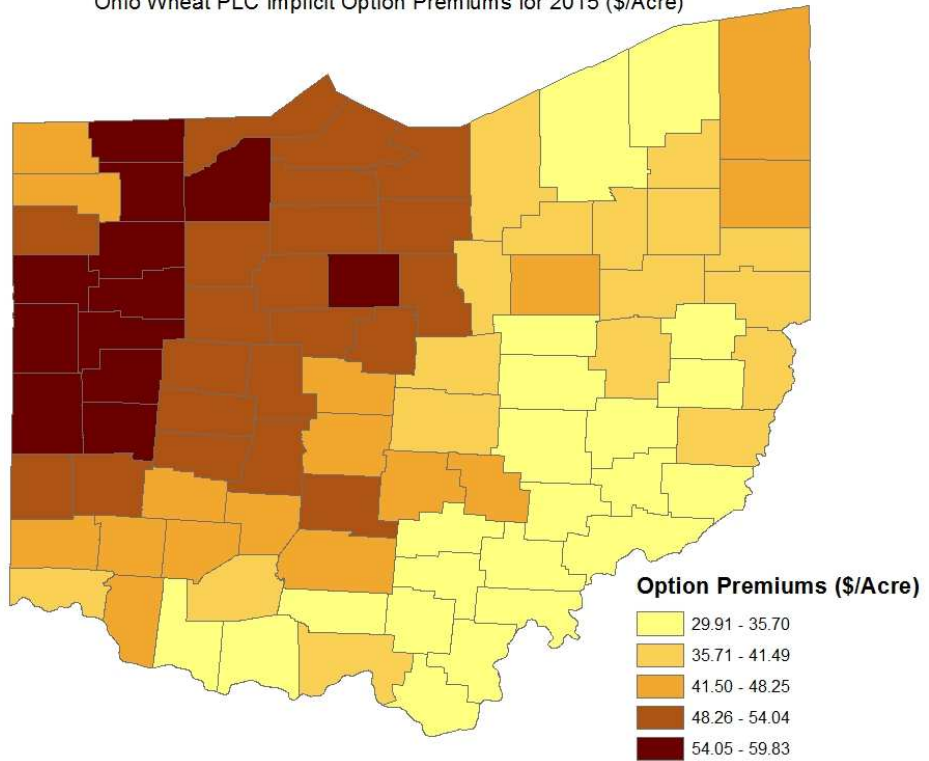 Ohio Wheat PLC Implicit Option Premiums for 2015 ($/Acre)
Option Premiums ($/Acre)
29.91 - 35.70
35.71 - 41.49
41.50 - 48.25
48.26 - 54.04
54.05 - 59.83